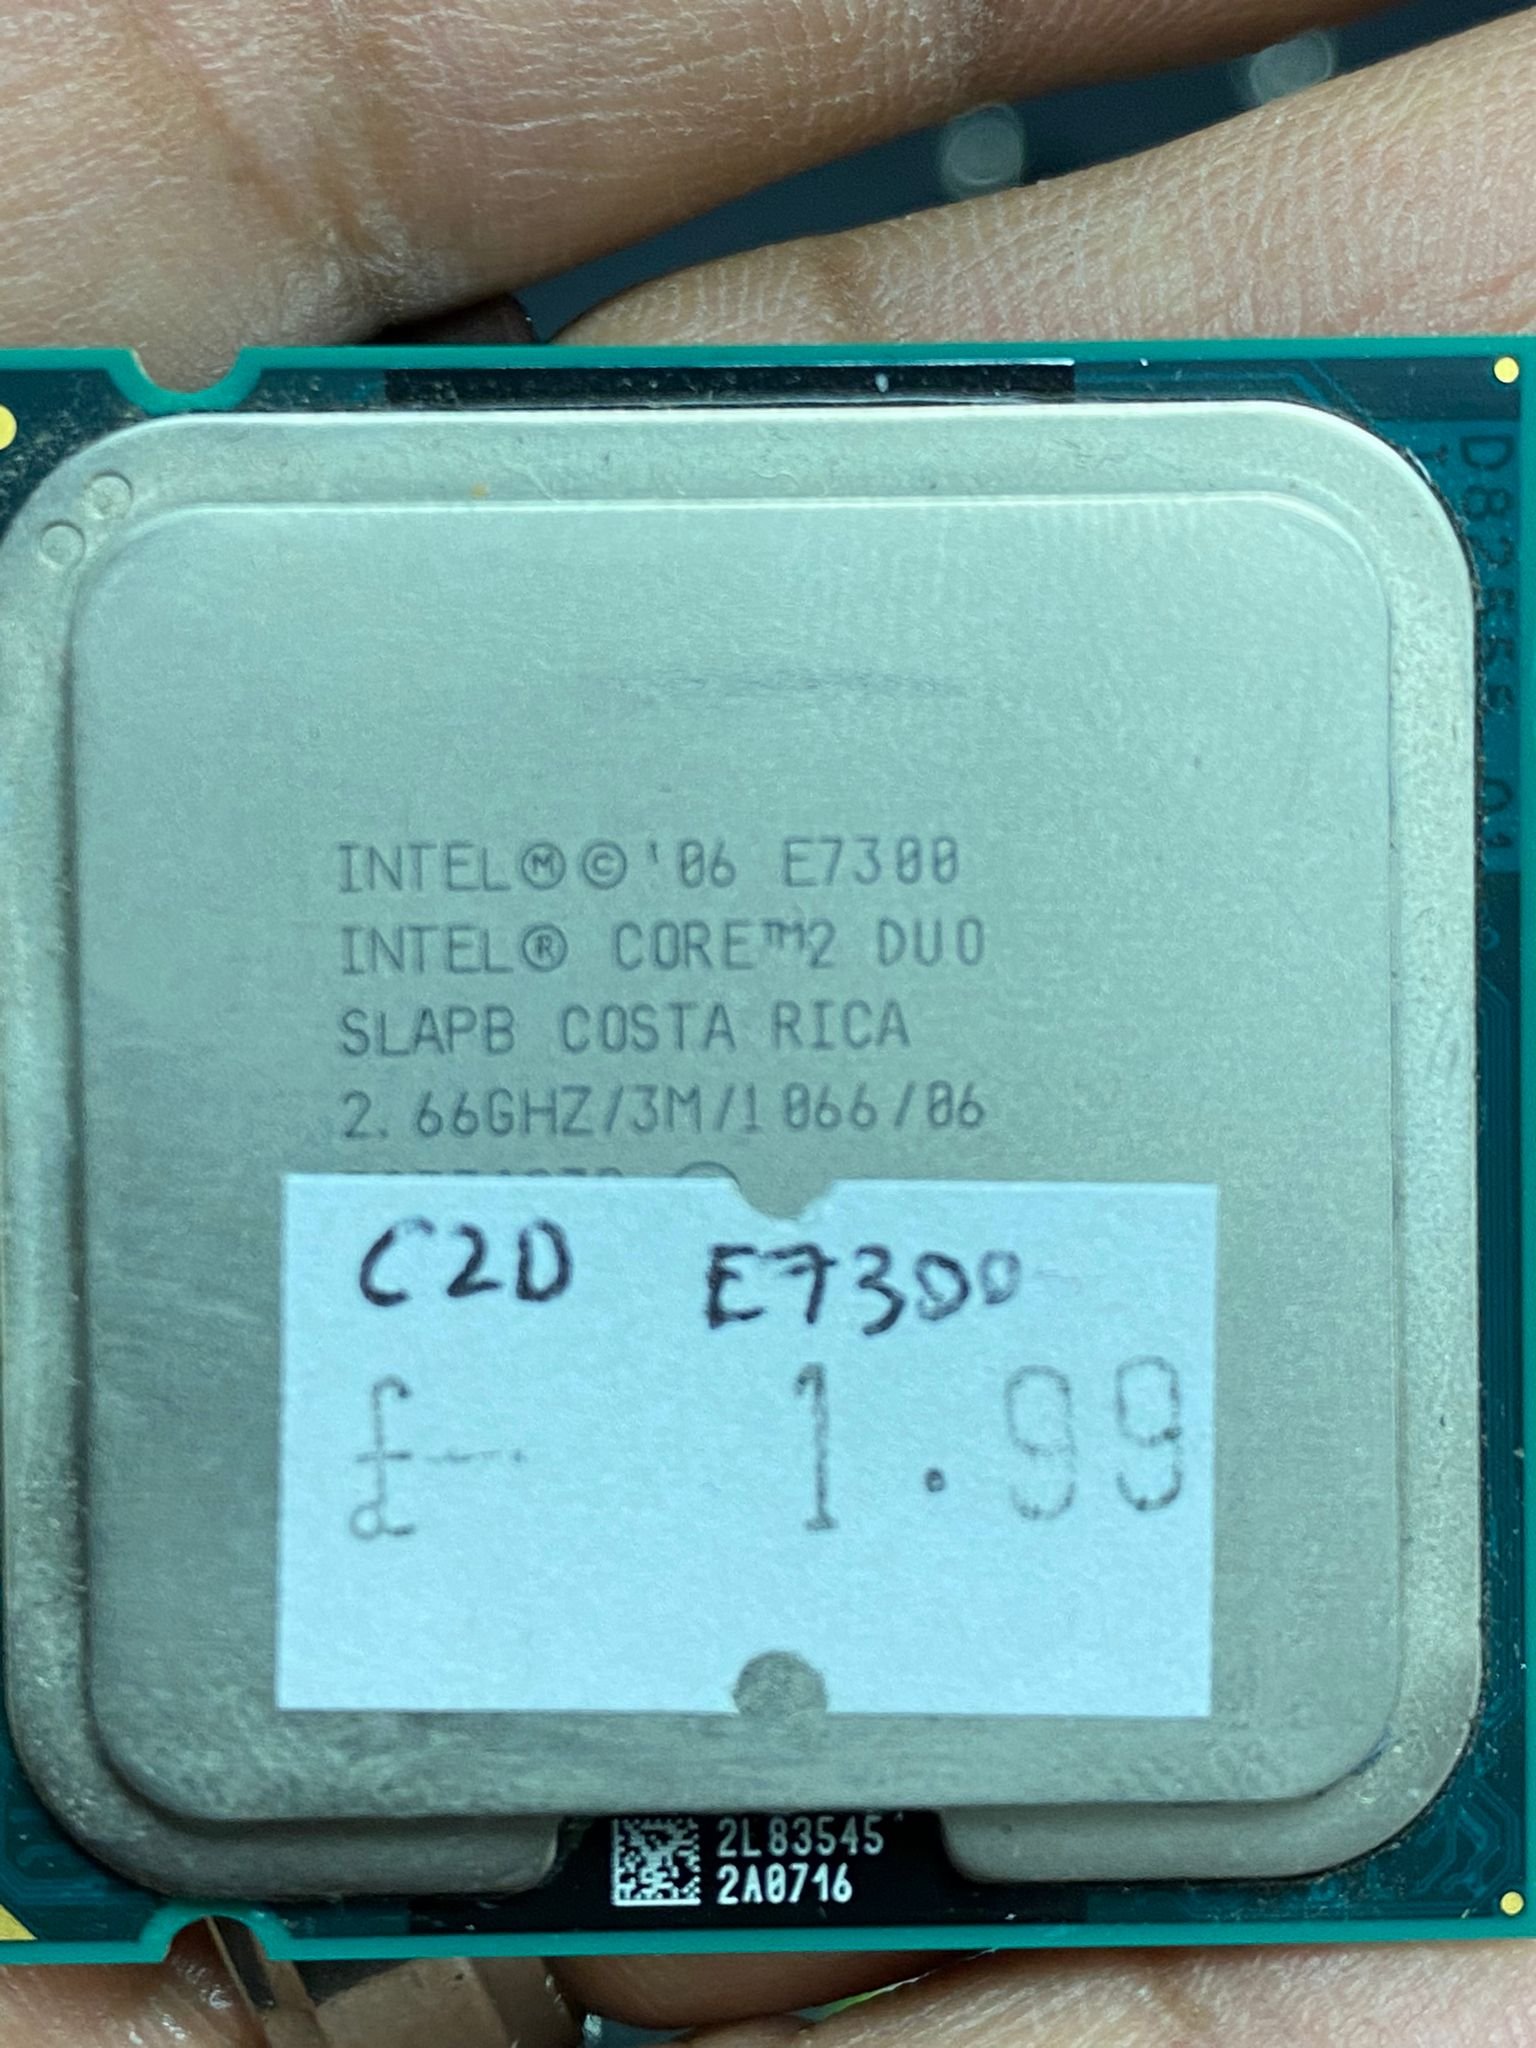 INTEL Ⓜ © '06 E7300
INTEL® CORE™2 DUO
SLAPB COSTA RICA
2.66GHZ/3M/1066/06
C2D E7300
£ 1.99
2L83545
2A0716